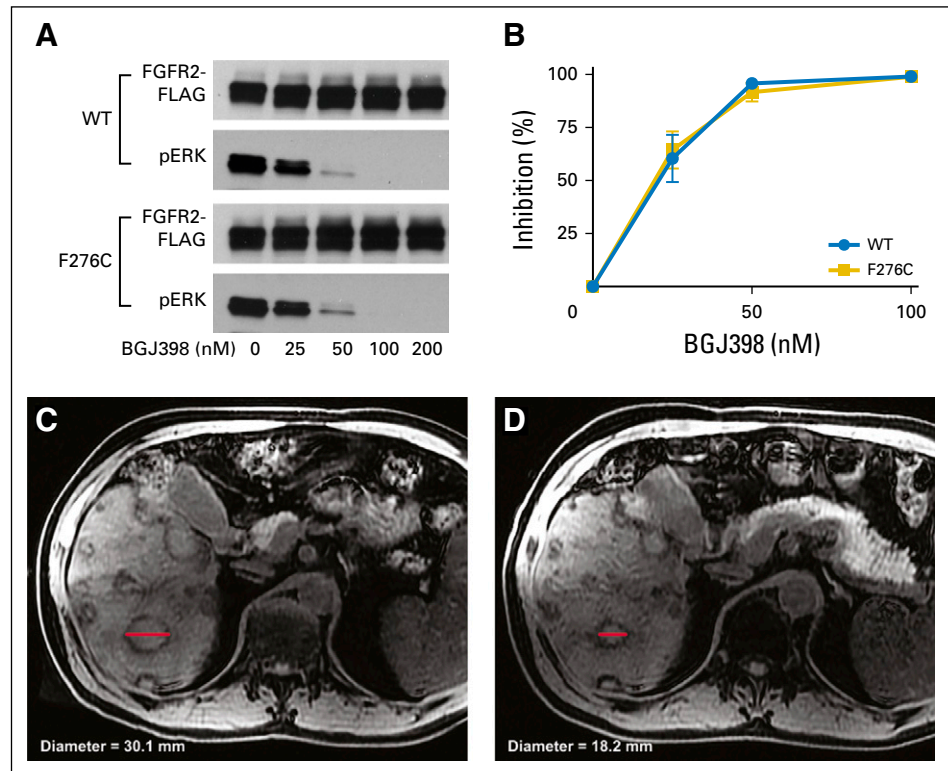 A
FGFR2-
FLAG
WT
pERK
FGFR2-
FLAG
F276C
pERK
BGJ398 (nM) 0 25 50 100 200
B
100
75
50
25
0 50 100
Inhibition (%)
WT
F276C
BGJ398 (nM)
C
Diameter = 30.1 mm
D
Diameter = 18.2 mm